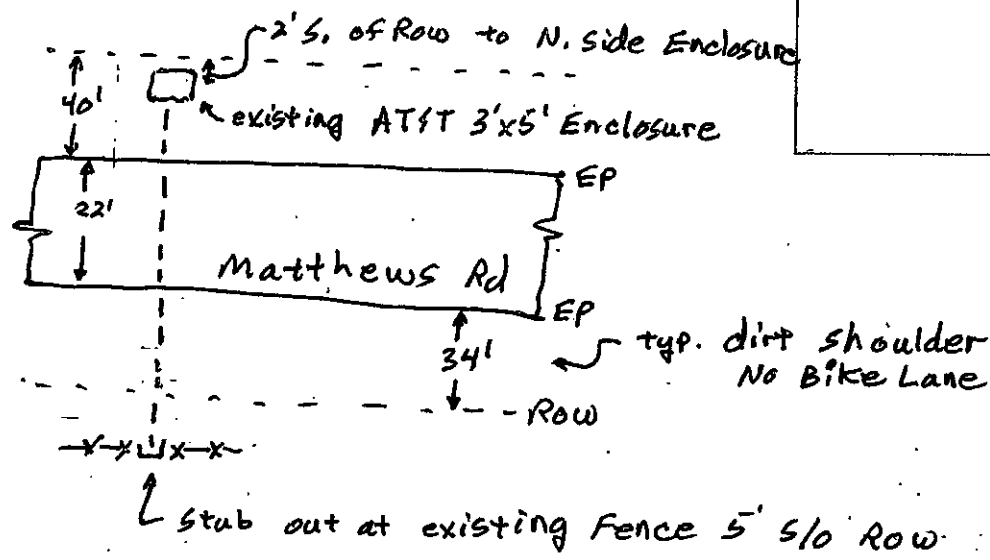 2' S. of Row to N. Side Enclosure
40'
existing AT&T 3'x5' Enclosure
EP
22'
Matthews Rd
EP
34'
typ. dirt shoulder
No Bike Lane
Row
Stub out at existing Fence 5' S/O Row.